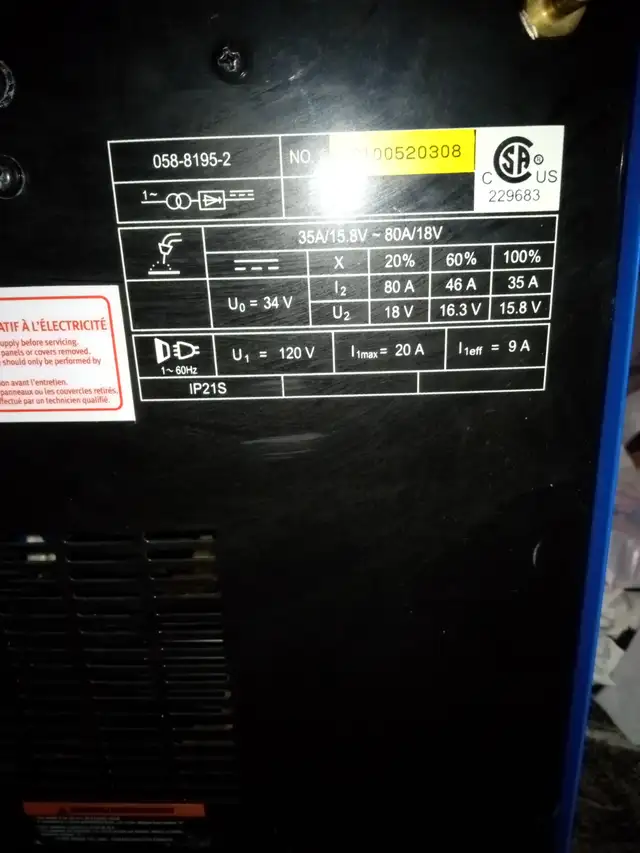 058-8195-2
NO.
00520308
C US
229683
1~
35A/15.8V ~ 80A/18V
X 20% 60% 100%
U₀ = 34 V
I₂ 80 A 46 A 35 A
U₂ 18 V 16.3 V 15.8 V
1~ 60Hz
U₁ = 120 V
I₁max = 20 A
I₁eff = 9 A
IP21S
ATIF À L'ÉLECTRICITÉ
supply before servicing.
panels or covers removed.
should only be performed by
ion avant l'entretien.
panneaux ou les couvercles retirés.
effectué par un technicien qualifié.